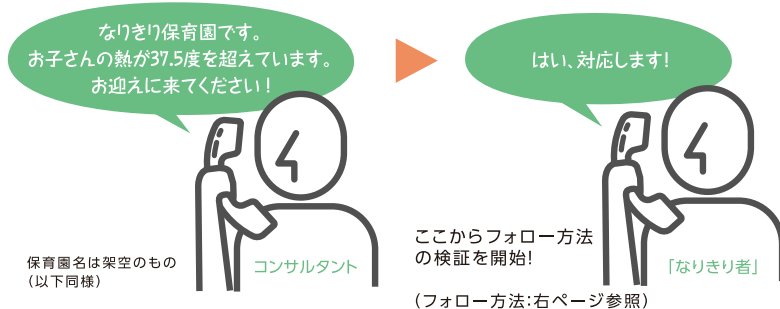 なりきり保育園です。
お子さんの熱が37.5度を超えています。
お迎えに来てください！
はい、対応します！
コンサルタント
保育園名は架空のもの
（以下同様）
「なりきり者」
ここからフォロー方法
の検証を開始！
（フォロー方法：右ページ参照）